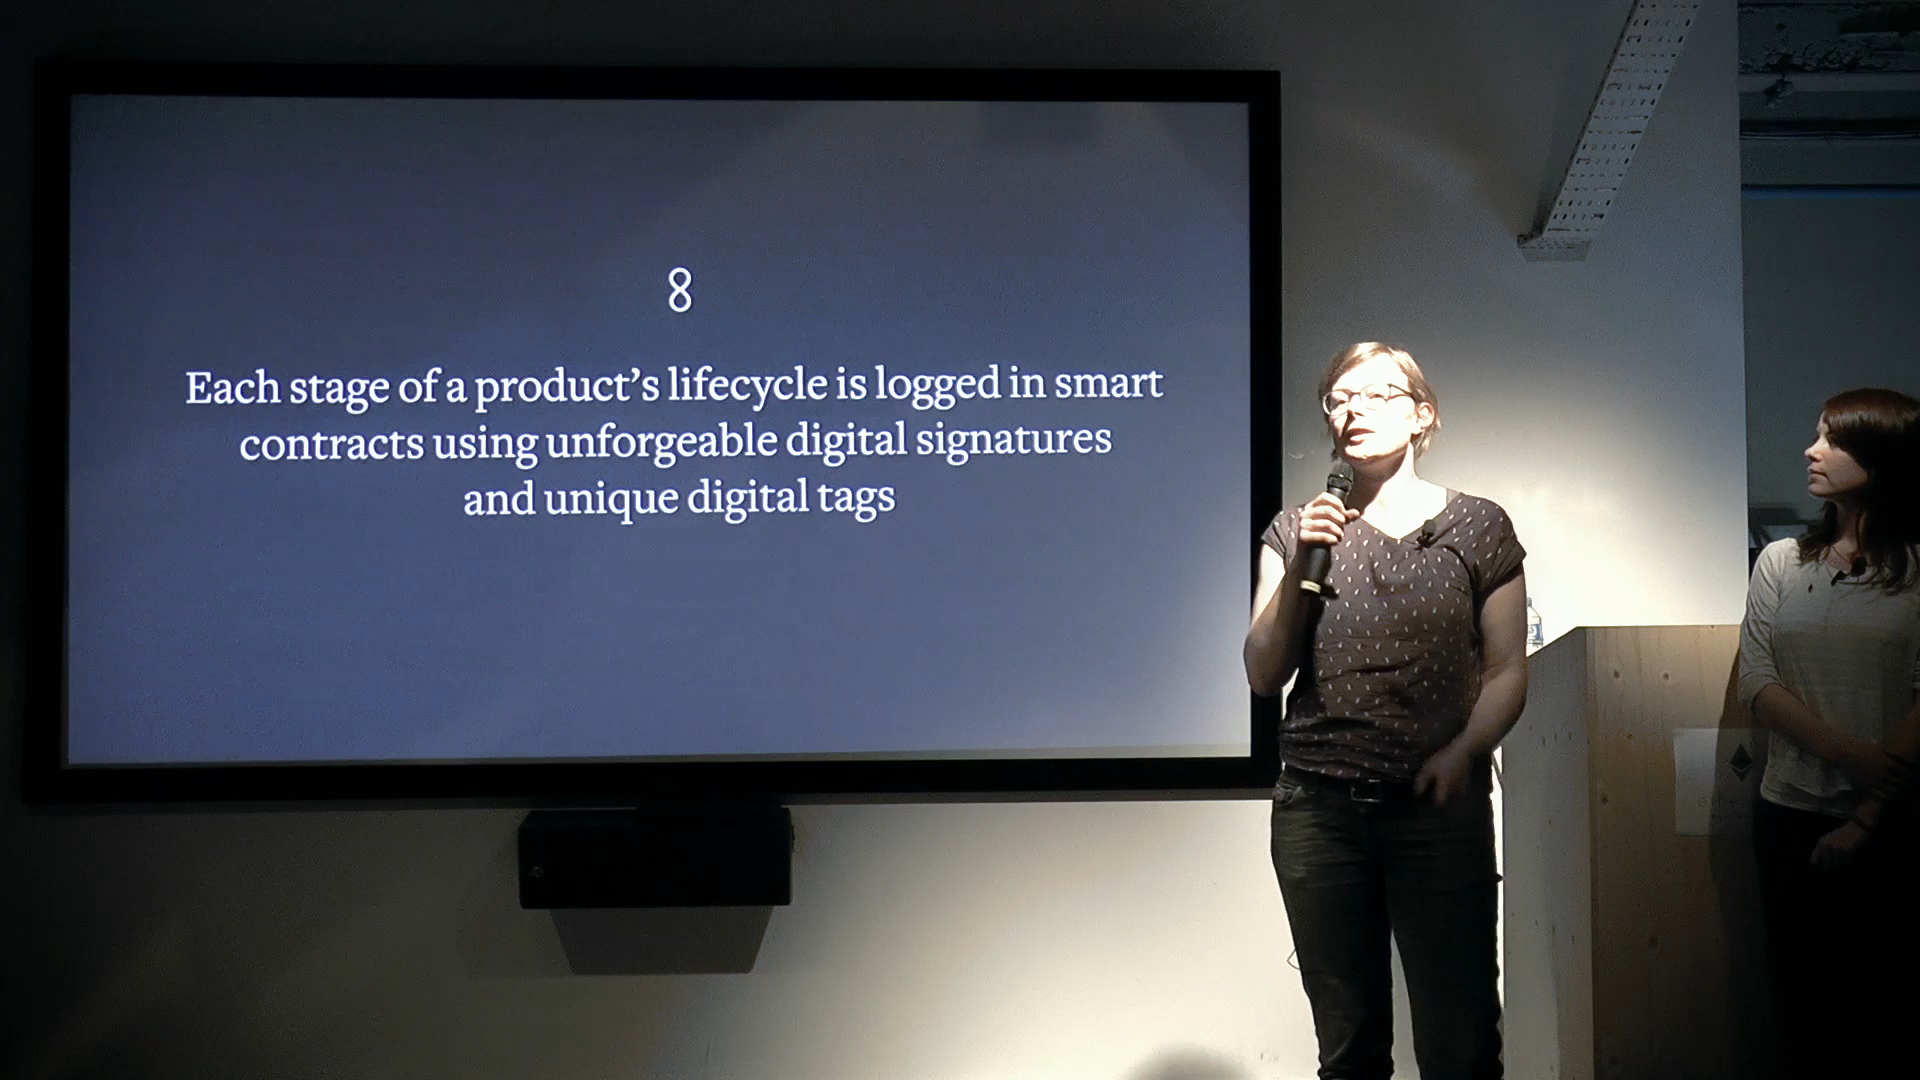 8
Each stage of a product’s lifecycle is logged in smart
contracts using unforgeable digital signatures
and unique digital tags